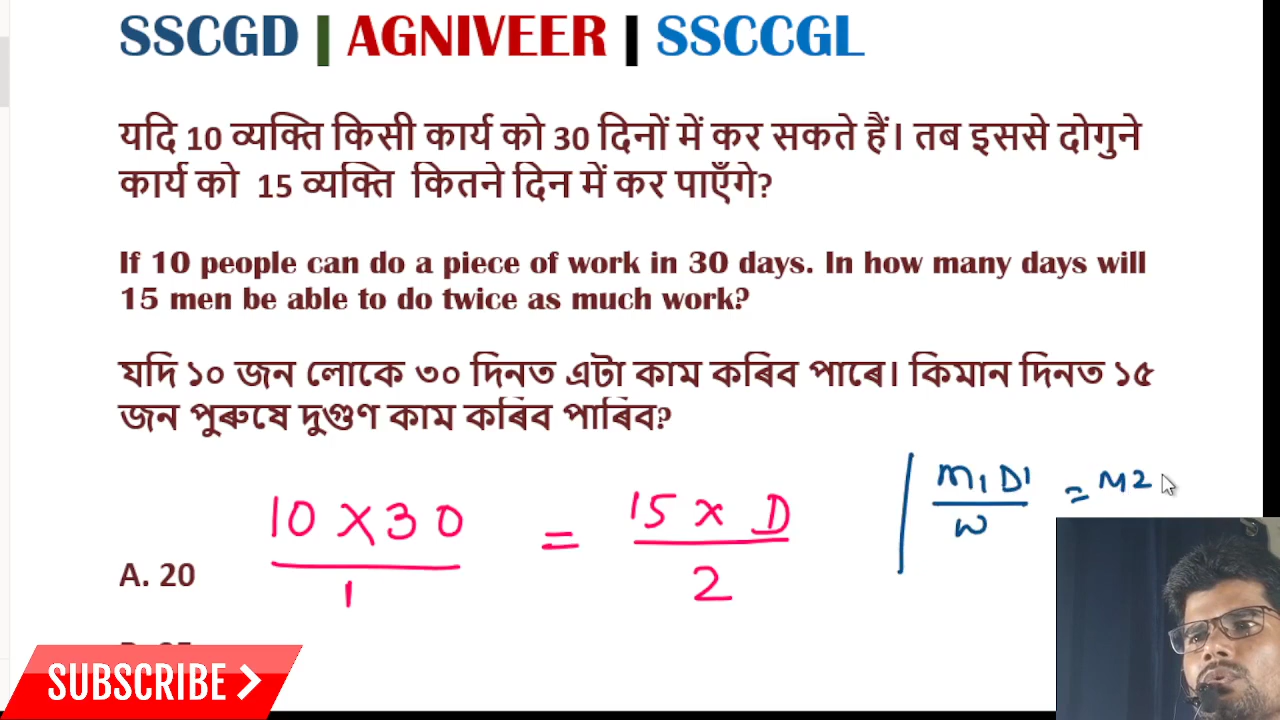 SSCGD | AGNIVEER | SSCCGL
यदि 10 व्यक्ति किसी कार्य को 30 दिनों में कर सकते हैं। तब इससे दोगुने
कार्य को 15 व्यक्ति कितने दिन में कर पाएँगे?
If 10 people can do a piece of work in 30 days. In how many days will
15 men be able to do twice as much work?
যদি ১০ জন লোকে ৩০ দিনত এটা কাম কৰিব পাৰে। কিমান দিনত ১৫
জন পুৰুষে দুগুণ কাম কৰিব পাৰিব?
10 × 30 = 15 × D
1 2
M1 D1 = M2
W
A. 20
SUBSCRIBE